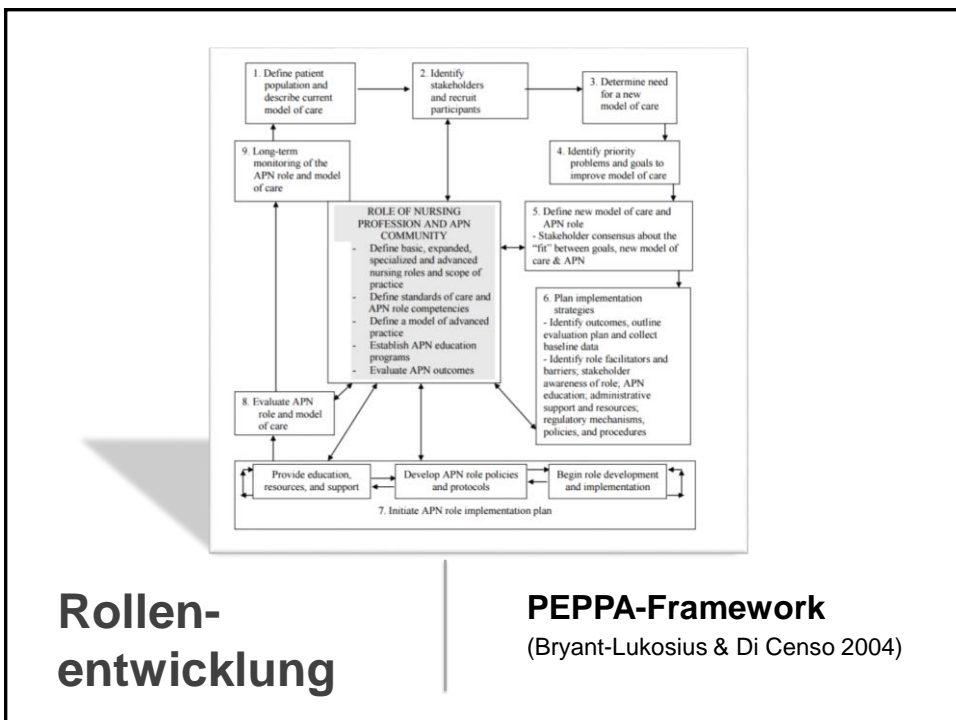 1. Define patient
population and
describe current
model of care
2. Identify
stakeholders
and recruit
participants
3. Determine need
for a new
model of care
9. Long-term
monitoring of the
APN role and model
of care
4. Identify priority
problems and goals to
improve model of care
ROLE OF NURSING
PROFESSION AND APN
COMMUNITY
- Define basic, expanded,
specialized and advanced
nursing roles and scope of
practice
- Define standards of care and
APN role competencies
- Define a model of advanced
practice
- Establish APN education
programs
- Evaluate APN outcomes
5. Define new model of care and
APN role
- Stakeholder consensus about the
“fit” between goals, new model of
care & APN
6. Plan implementation
strategies
- Identify outcomes, outline
evaluation plan and collect
baseline data
- Identify role facilitators and
barriers; stakeholder
awareness of role; APN
education; administrative
support and resources;
regulatory mechanisms,
policies, and procedures
8. Evaluate APN
role and model
of care
Provide education,
resources, and support
Develop APN role policies
and protocols
Begin role development
and implementation
7. Initiate APN role implementation plan
Rollen-
entwicklung
PEPPA-Framework
(Bryant-Lukosius & Di Censo 2004)